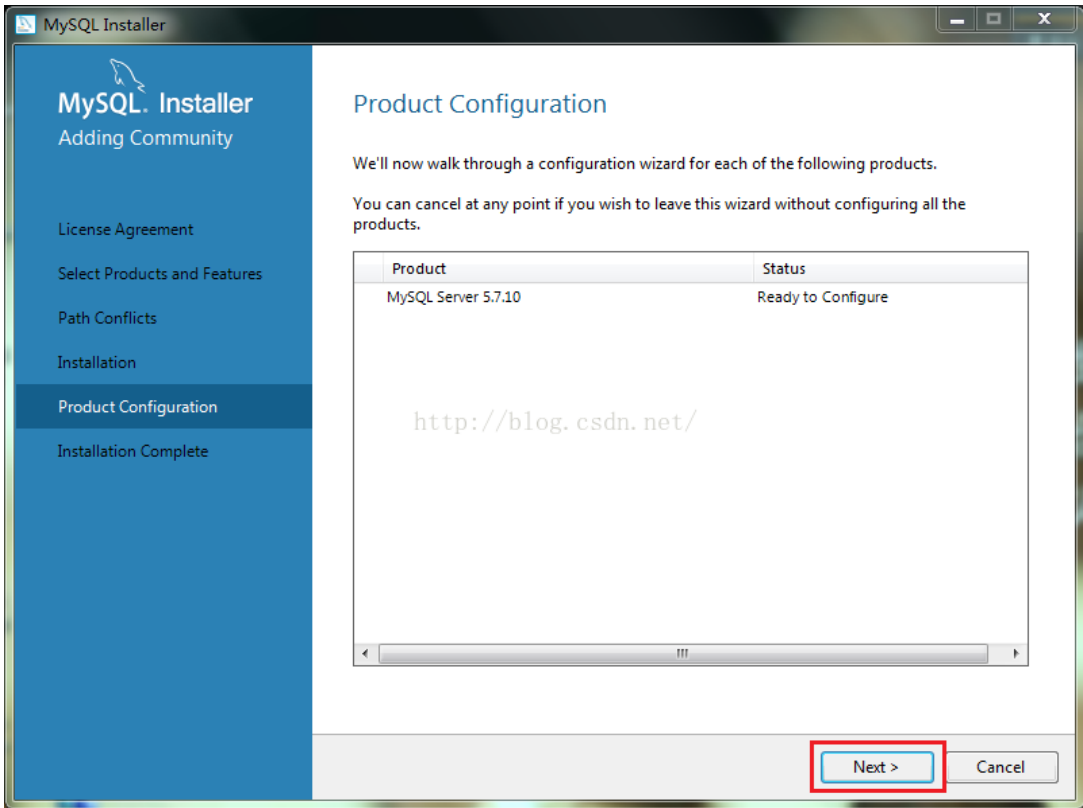 MySQL Installer
MySQL. Installer
Adding Community
License Agreement
Select Products and Features
Path Conflicts
Installation
Product Configuration
Installation Complete
Product Configuration
We'll now walk through a configuration wizard for each of the following products.
You can cancel at any point if you wish to leave this wizard without configuring all the
products.
Product Status
MySQL Server 5.7.10 Ready to Configure
http://blog.csdn.net/
Next > Cancel